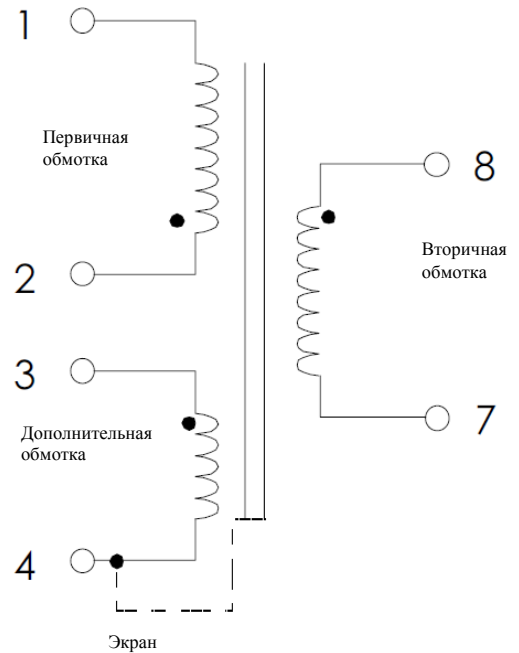 1
Первичная
обмотка
2
8
Вторичная
обмотка
7
3
Дополнительная
обмотка
4
Экран